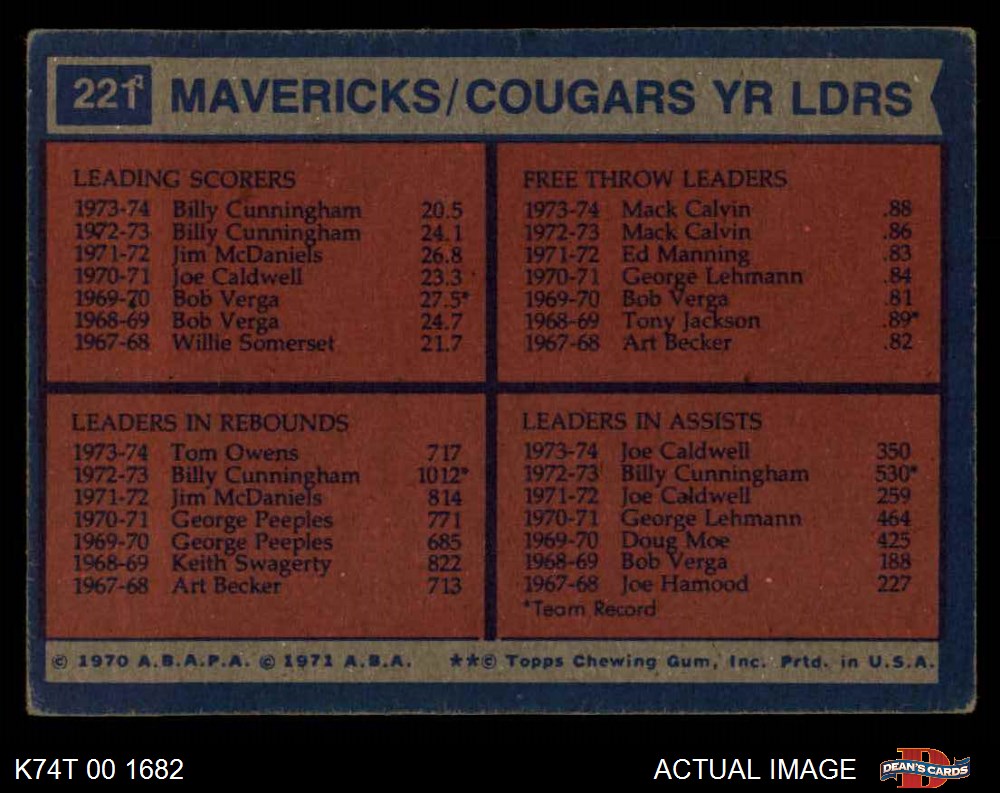 221 MAVERICKS/COUGARS YR LDRS
LEADING SCORERS
1973-74 Billy Cunningham 20.5
1972-73 Billy Cunningham 24.1
1971-72 Jim McDaniels 26.8
1970-71 Joe Caldwell 23.3
1969-70 Bob Verga 27.5*
1968-69 Bob Verga 24.7
1967-68 Willie Somerset 21.7
FREE THROW LEADERS
1973-74 Mack Calvin .88
1972-73 Mack Calvin .86
1971-72 Ed Manning .83
1970-71 George Lehmann .84
1969-70 Bob Verga .81
1968-69 Tony Jackson .89*
1967-68 Art Becker .82
LEADERS IN REBOUNDS
1973-74 Tom Owens 717
1972-73 Billy Cunningham 1012*
1971-72 Jim McDaniels 814
1970-71 George Peeples 771
1969-70 George Peeples 685
1968-69 Keith Swagerty 822
1967-68 Art Becker 713
LEADERS IN ASSISTS
1973-74 Joe Caldwell 350
1972-73 Billy Cunningham 530*
1971-72 Joe Caldwell 259
1970-71 George Lehmann 464
1969-70 Doug Moe 425
1968-69 Bob Verga 188
1967-68 Joe Hamood 227
*Team Record
© 1970 A.B.A.P.A. © 1971 A.B.A. **© Topps Chewing Gum, Inc. Prtd. in U.S.A.
K74T 00 1682 ACTUAL IMAGE DEAN'S CARDS